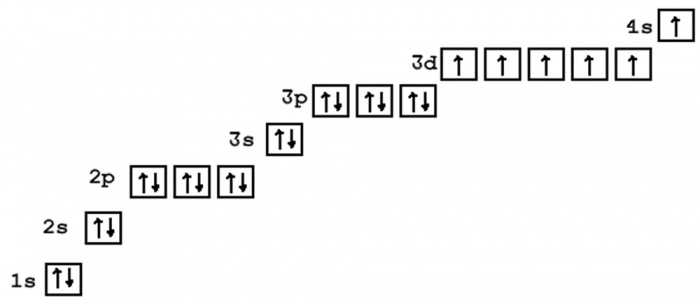 4s ↑
3d ↑ ↑ ↑ ↑ ↑
3p ↑↓ ↑↓ ↑↓
3s ↑↓
2p ↑↓ ↑↓ ↑↓
2s ↑↓
1s ↑↓